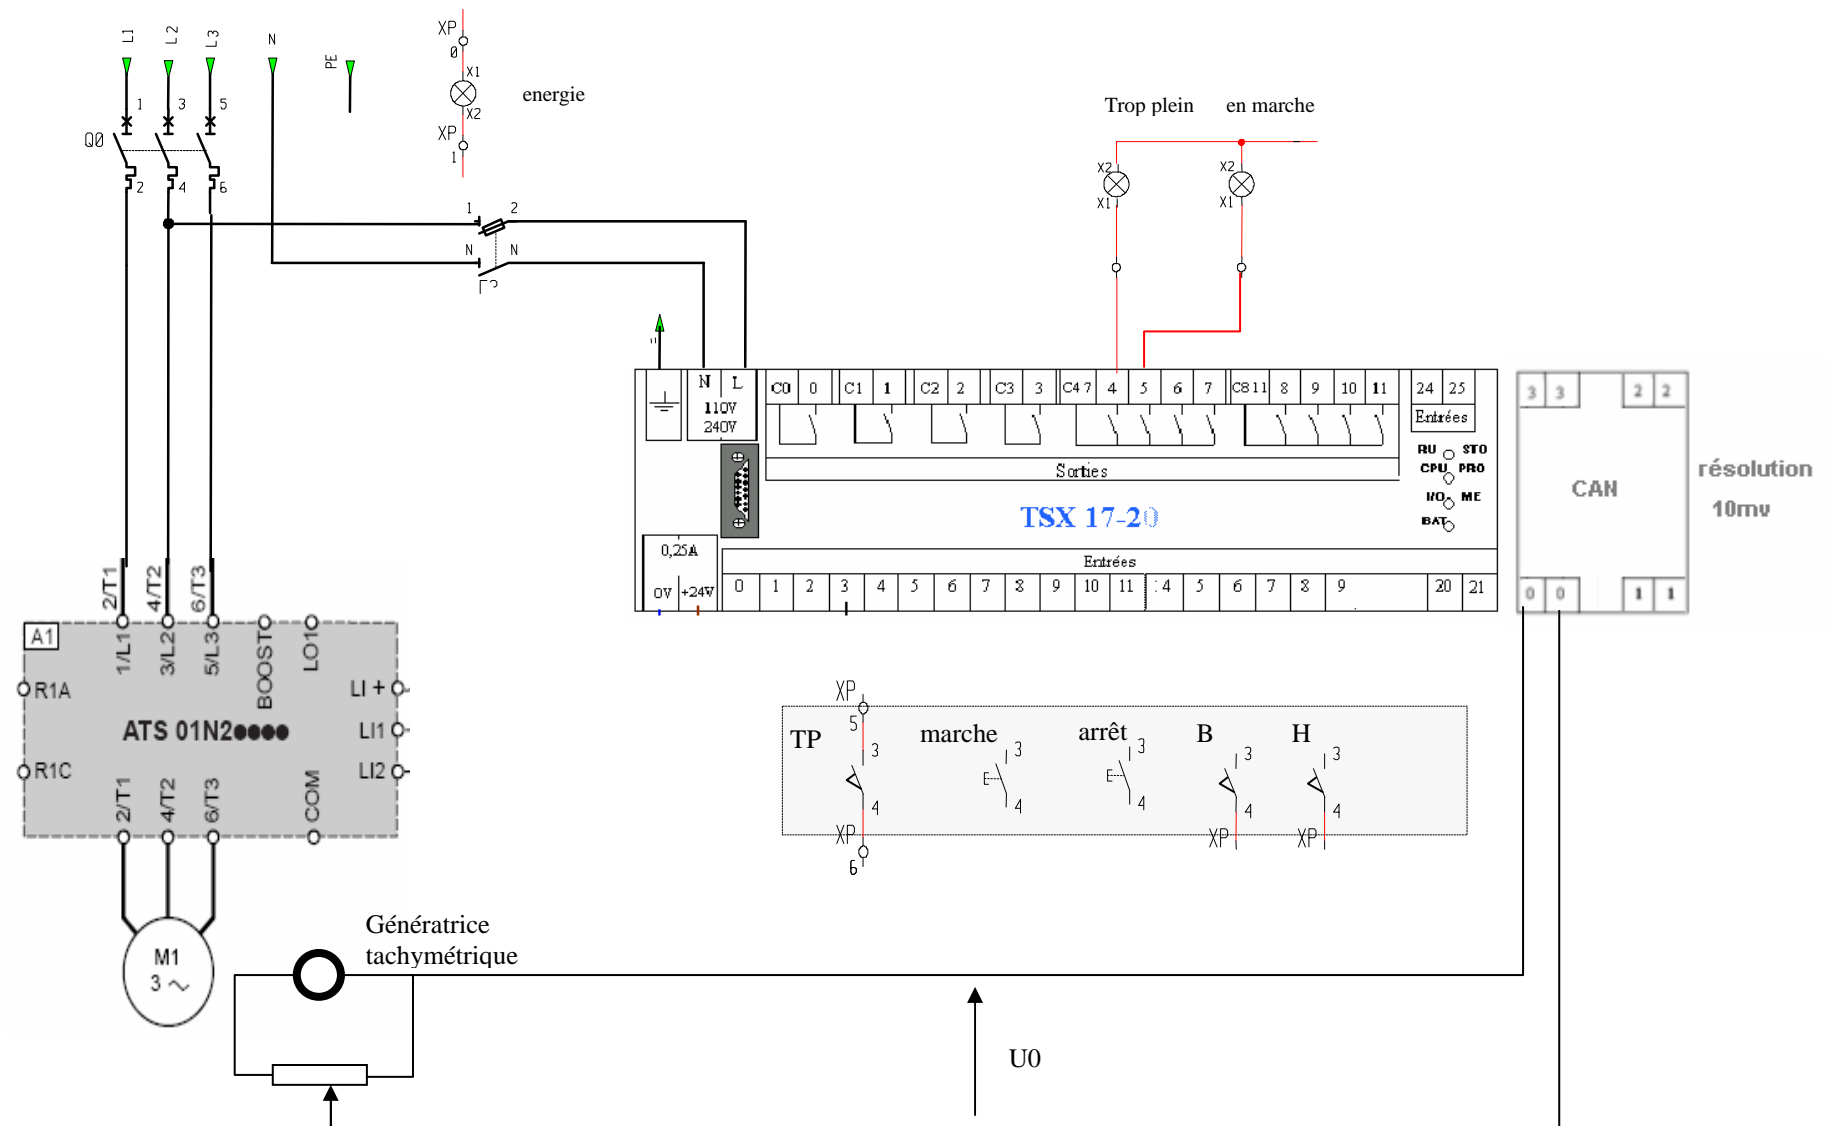 L1 L2 L3 N PE
XP
0
X1
X2
XP
1
energie
Trop plein en marche
1 3 5
Q0
2 4 6
X2 X2
X1 X1
1 2
N N
N L
110V
240V
C0 0 C1 1 C2 2 C3 3 C4 7 4 5 6 7 C8 11 8 9 10 11
24 25
Entrées
Sorties
RU STO
CPU PRO
I/O ME
BAT
TSX 17-20
0,25A
0V +24V
Entrées
0 1 2 3 4 5 6 7 8 9 10 11 14 5 6 7 8 9 20 21
3 3 2 2
CAN
0 0 1 1
résolution
10mv
2/T1 4/T2 6/T3
A1
1/L1 3/L2 5/L3 BOOST LO1
R1A
LI +
ATS 01N2●●●●
LI1
R1C
LI2
2/T1 4/T2 6/T3 COM
XP
5
TP
3
4
XP
6
marche
3
E
4
arrêt
3
E
4
B
3
4
XP
H
3
4
XP
M1
3 ~
Génératrice
tachymétrique
U0